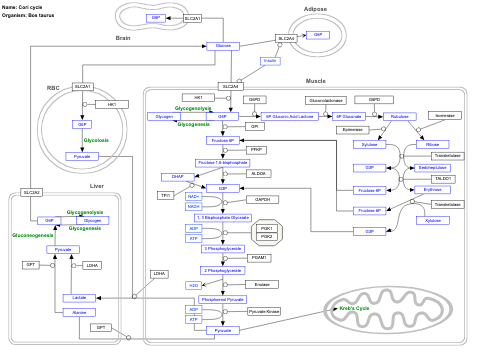 Name: Cori cycle
Organism: Bos taurus
Brain
G6P
SLC2A1
Adipose
SLC2A4
G6P
Glucose
Insulin
RBC
SLC2A1
HK1
G6P
Glycolysis
Pyruvate
SLC2A4
Muscle
HK1
Glycogenolysis
Glycogen
G6P
Glycogenesis
G6PD
6P Glucono Acid Lactone
Gluconolactonase
6P Gluconate
G6PD
Ribulose
Isomerase
Epimerase
GPI
Fructose 6P
Xylulose
Ribose
PFKP
Transketolase
Fructose 1,6-bisphosphate
G3P
Sedoheptulose
ALDOA
DHAP
TALDO1
TPI1
G3P
Fructose 6P
Erythrose
NADH
NADH
GAPDH
Transketolase
Fructose 6P
1, 3 Bisphosphate Glycerate
Xylulose
ADP
ATP
PGK1
PGK2
G3P
3 Phosphoglycerate
PGAM1
2 Phosphoglycerate
H2O
Enolase
Phosphoenol Pyruvate
ADP
ATP
Pyruvate Kinase
Pyruvate
Kreb's Cycle
Liver
SLC2A2
Glycogenolysis
G6P
Glycogen
Glycogenesis
Gluconeogenesis
Pyruvate
GPT
LDHA
LDHA
Lactate
Alanine
GPT